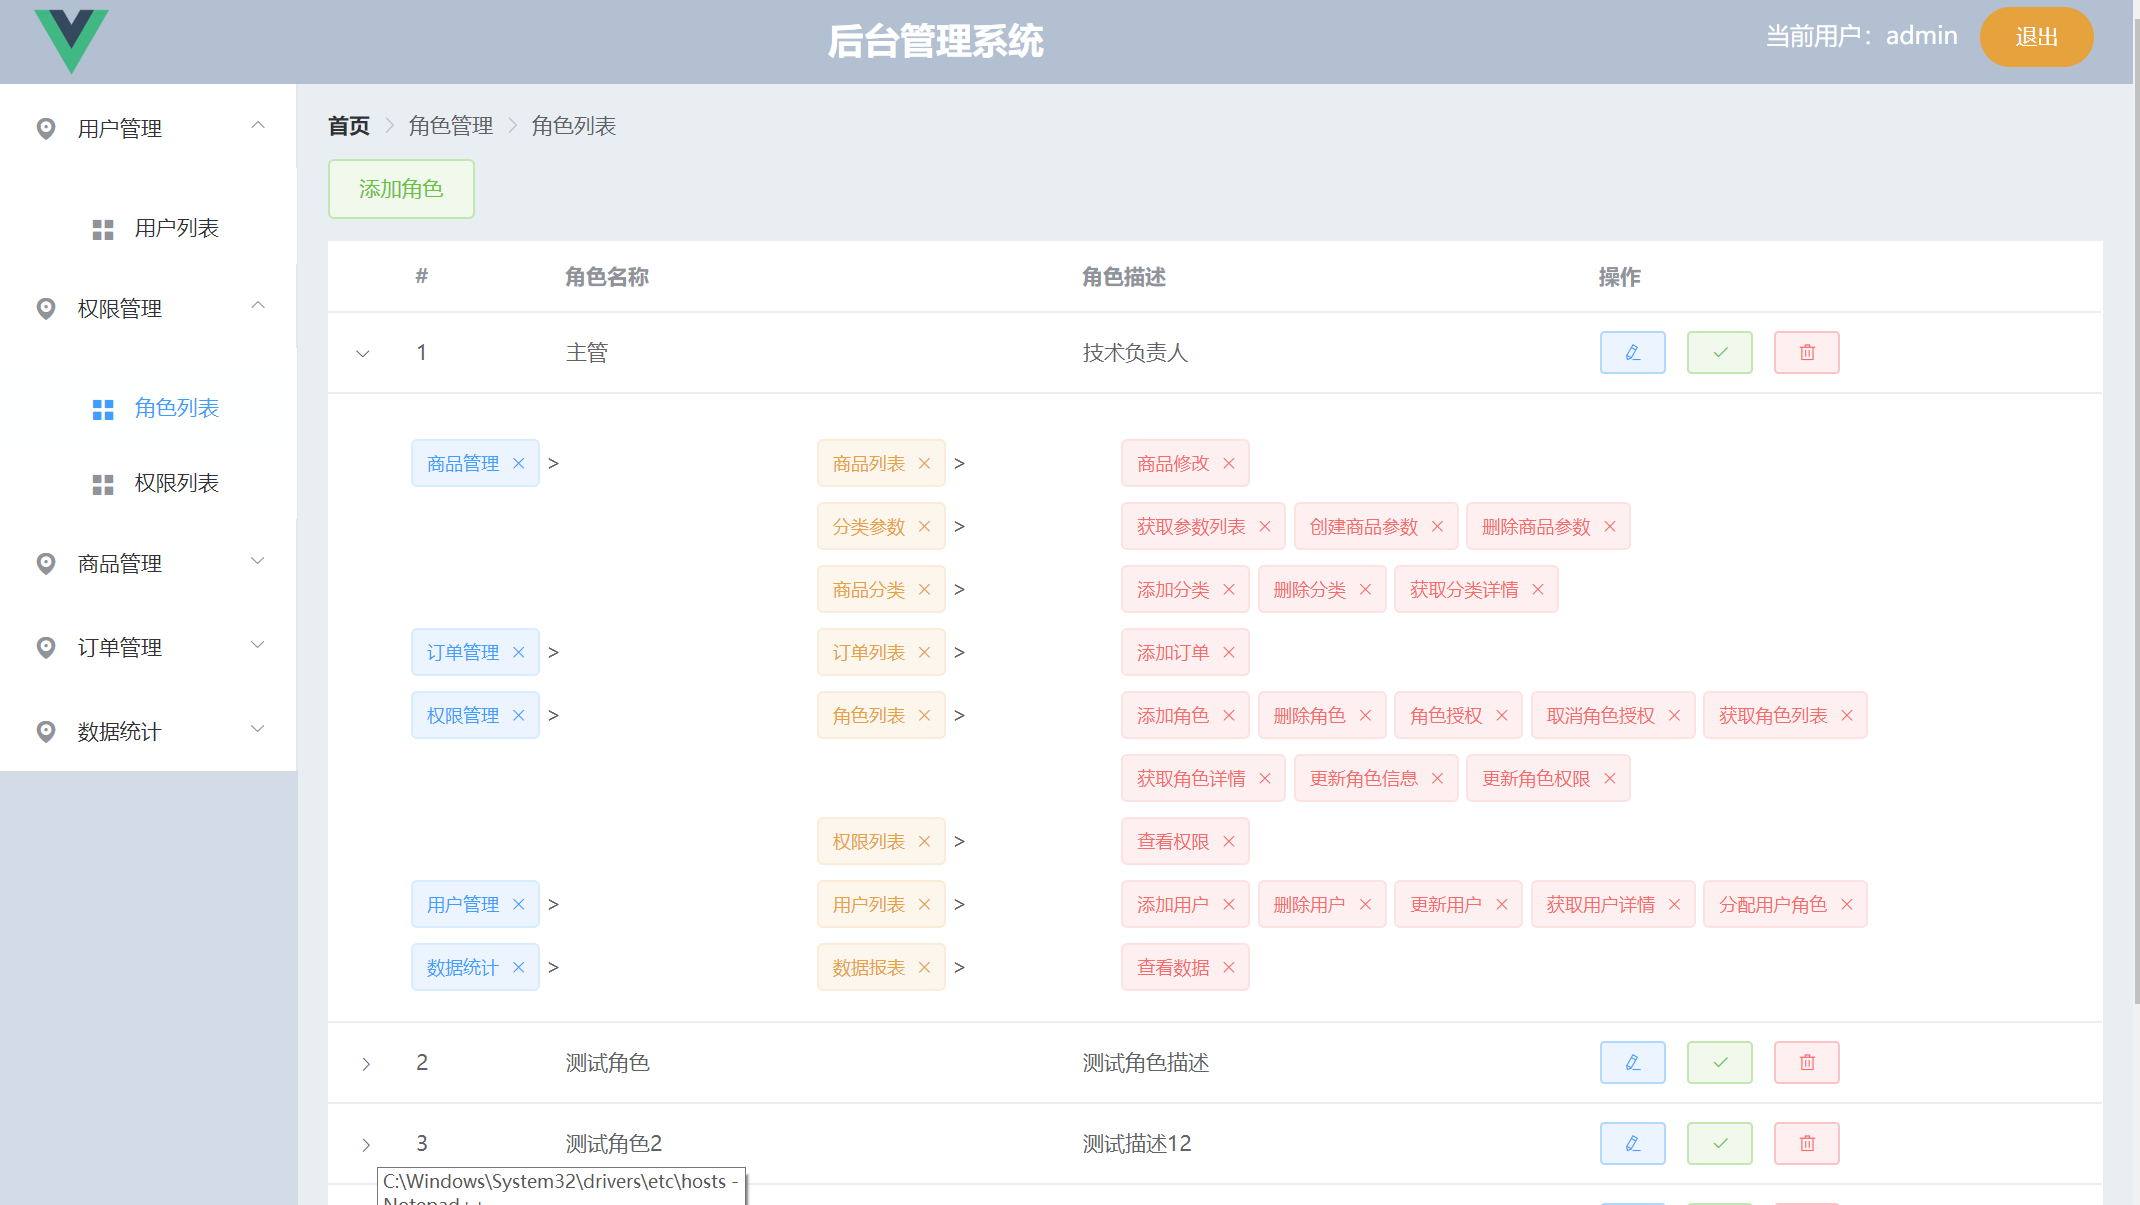 后台管理系统
当前用户：admin
退出
用户管理
用户列表
权限管理
角色列表
权限列表
商品管理
订单管理
数据统计
首页 > 角色管理 > 角色列表
添加角色
# 角色名称 角色描述 操作
1 主管 技术负责人
商品管理 × > 商品列表 × > 商品修改 ×
分类参数 × > 获取参数列表 × 创建商品参数 × 删除商品参数 ×
商品分类 × > 添加分类 × 删除分类 × 获取分类详情 ×
订单管理 × > 订单列表 × > 添加订单 ×
权限管理 × > 角色列表 × > 添加角色 × 删除角色 × 角色授权 × 取消角色授权 × 获取角色列表 ×
获取角色详情 × 更新角色信息 × 更新角色权限 ×
权限列表 × > 查看权限 ×
用户管理 × > 用户列表 × > 添加用户 × 删除用户 × 更新用户 × 获取用户详情 × 分配用户角色 ×
数据统计 × > 数据报表 × > 查看数据 ×
2 测试角色 测试角色描述
3 测试角色2 测试描述12
C:\Windows\System32\drivers\etc\hosts -
Notepad++